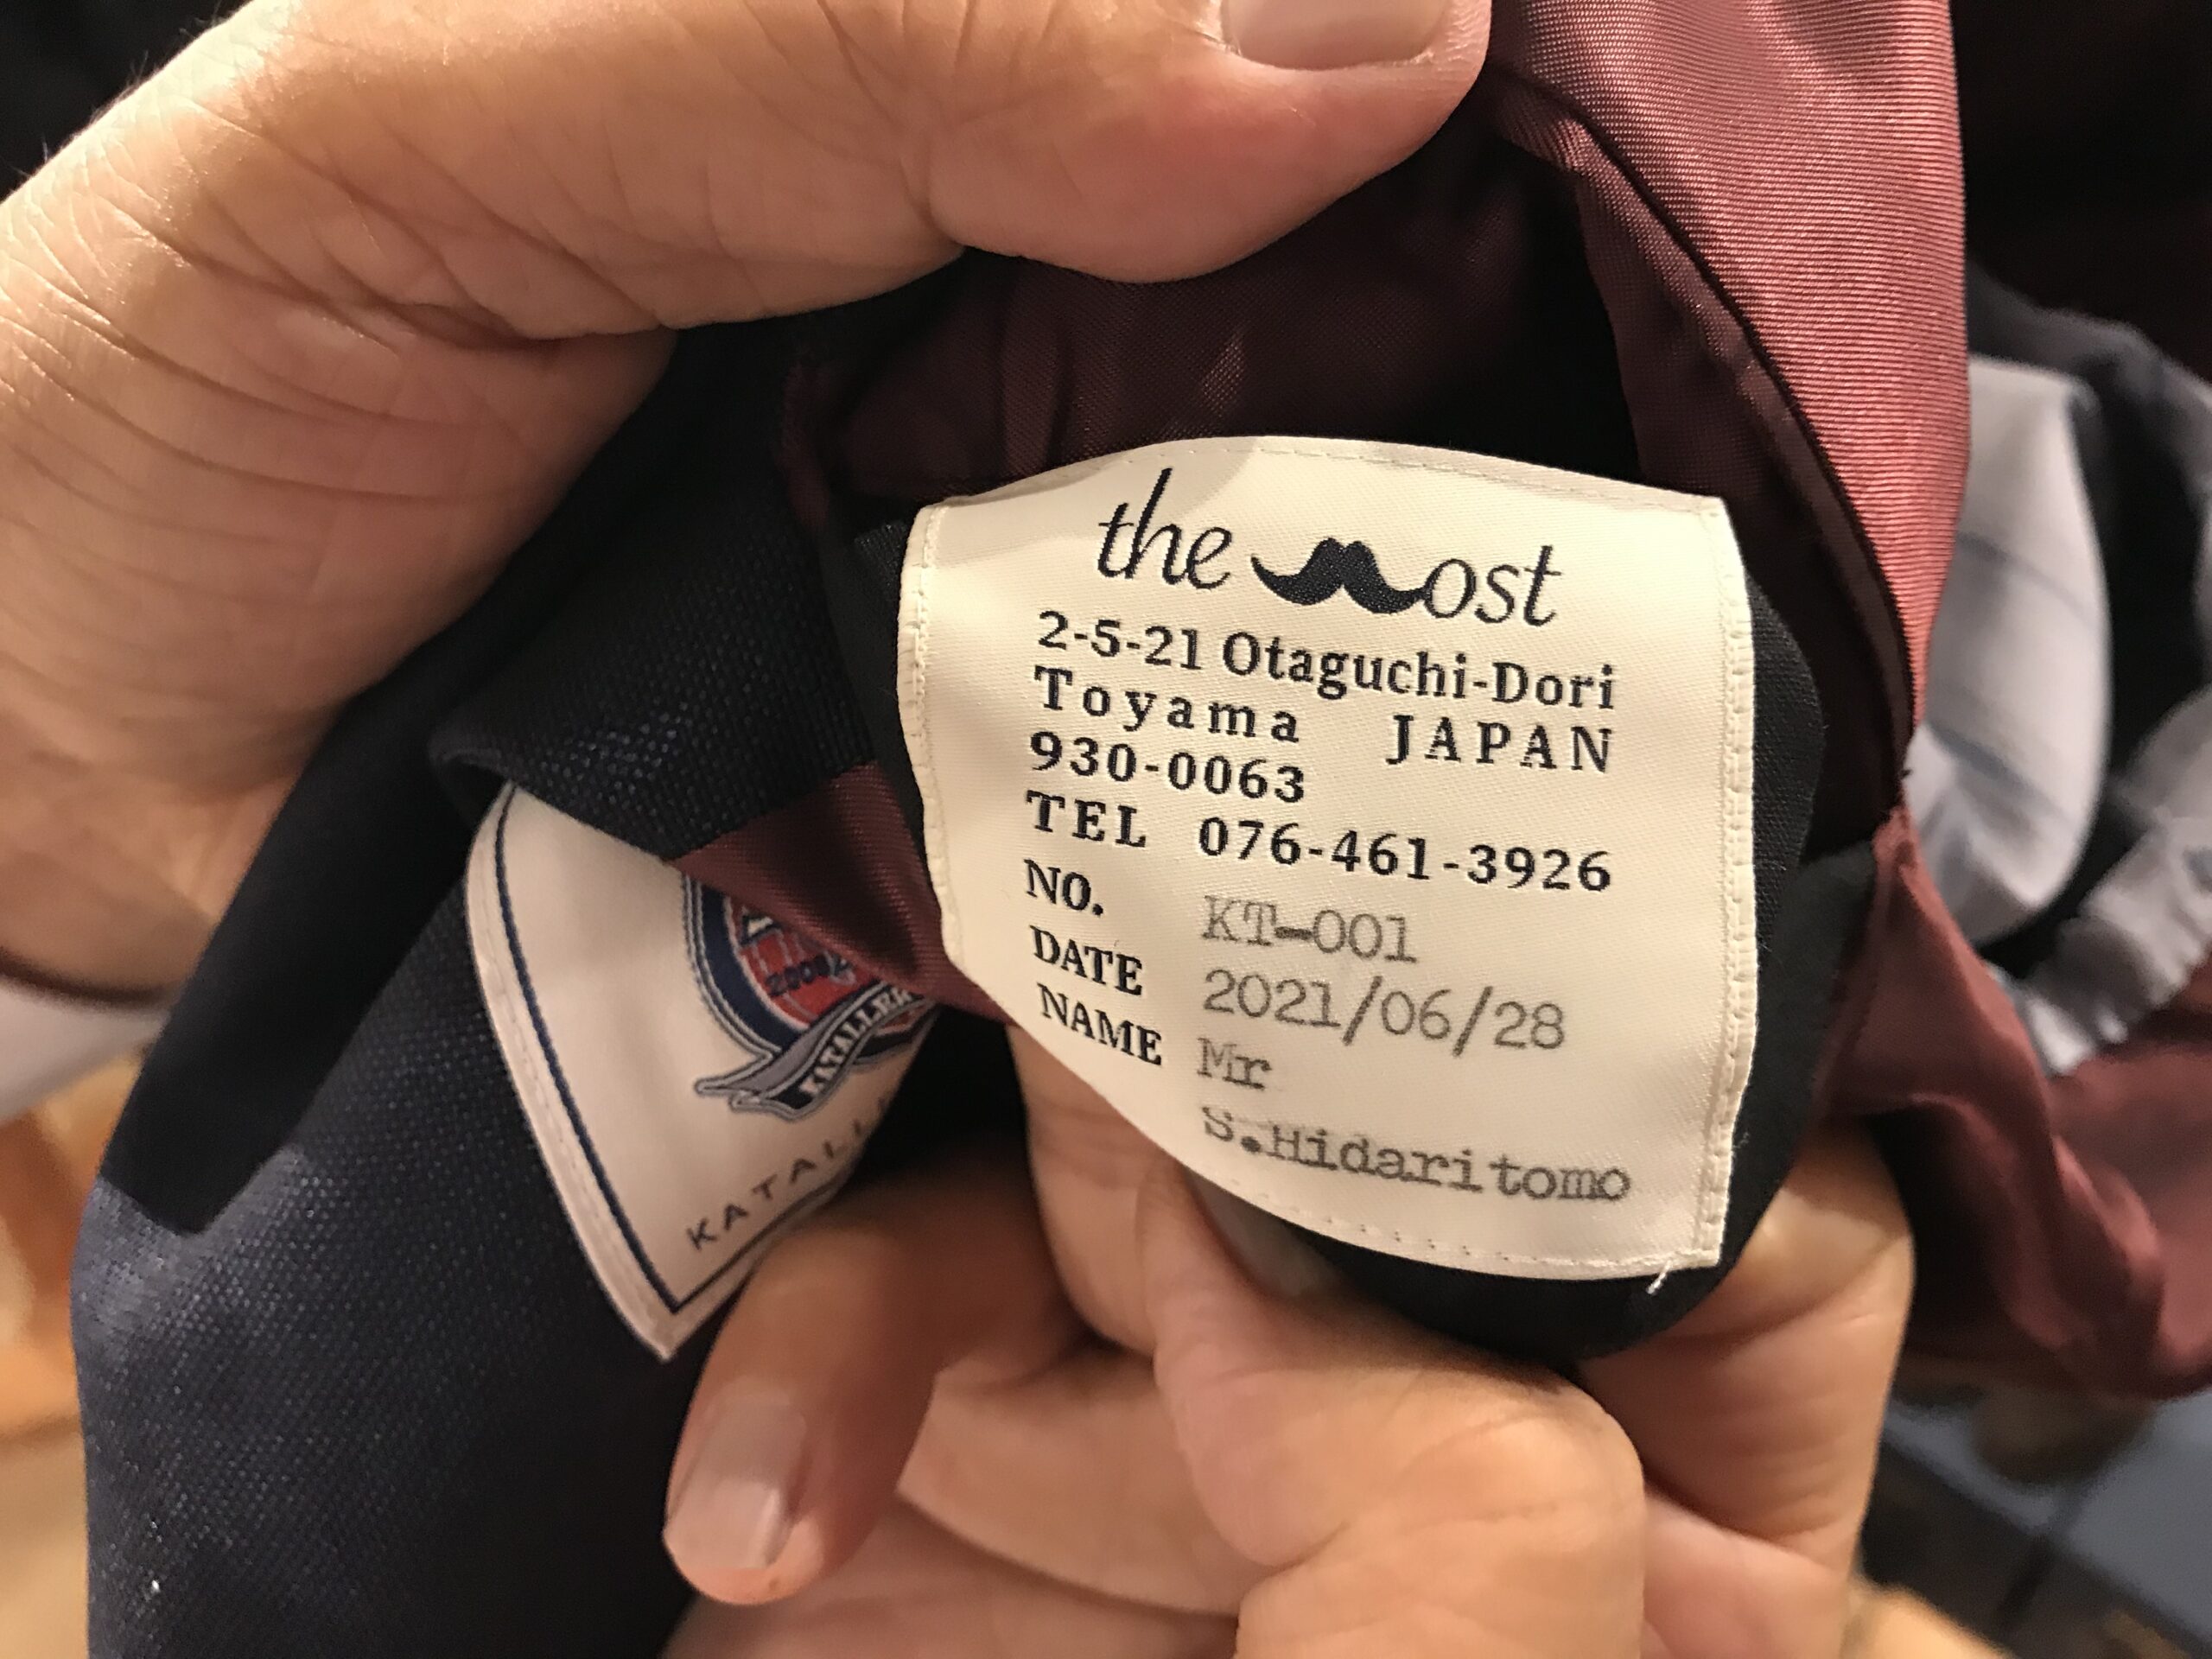 the most
2-5-21 Otaguchi-Dori
Toyama JAPAN
930-0063
TEL 076-461-3926
NO. KT-001
DATE 2021/06/28
NAME Mr
S.Hidaritomo
KATALL